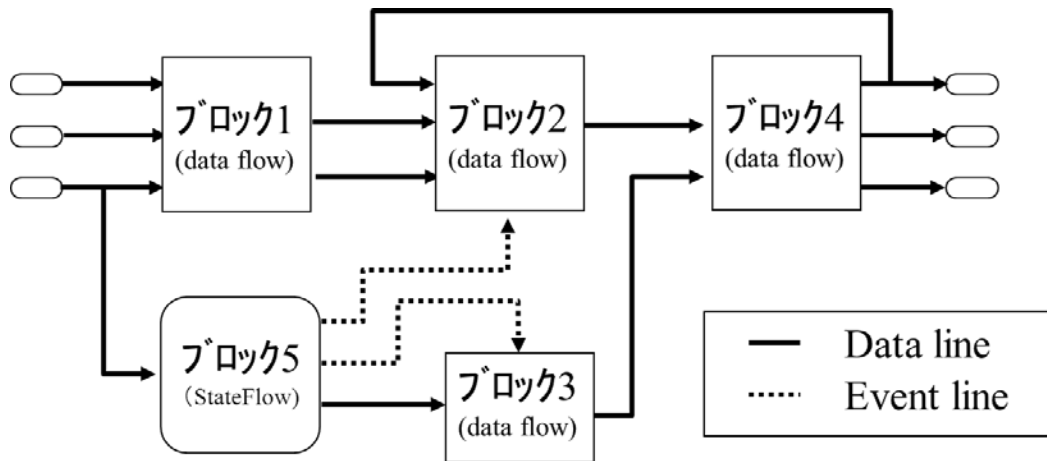 ブロック1
(data flow)
ブロック2
(data flow)
ブロック4
(data flow)
ブロック5
(StateFlow)
ブロック3
(data flow)
Data line
Event line